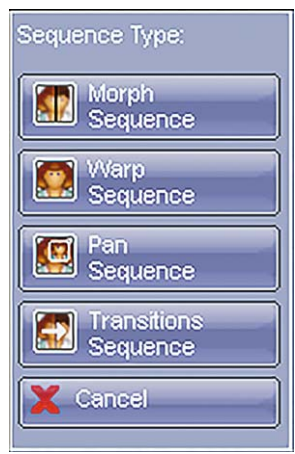 Sequence Type:
Morph
Sequence
Warp
Sequence
Pan
Sequence
Transitions
Sequence
Cancel